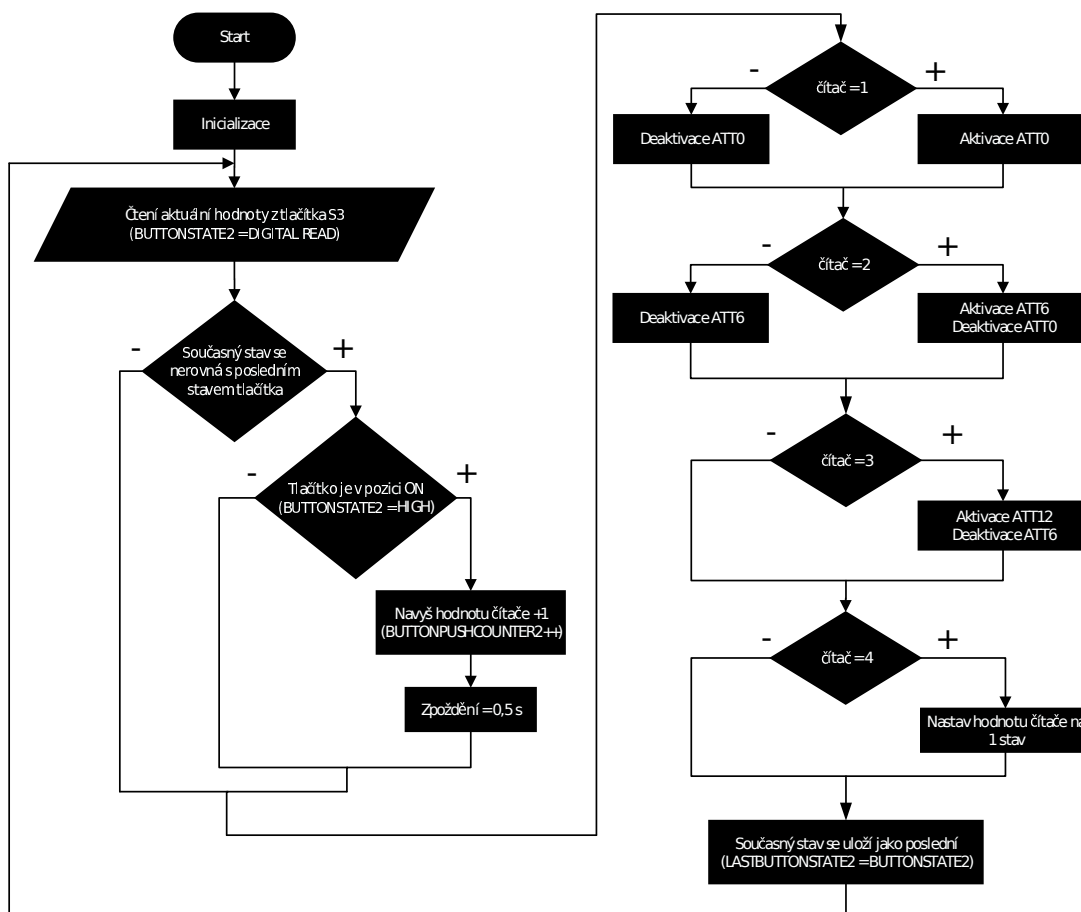 Start
Inicializace
Čtení aktuální hodnoty z tlačítka S3
(BUTTONSTATE2 = DIGITAL READ)
-
+
Současný stav se
nerovná s posledním
stavem tlačítka
-
+
Tlačítko je v pozici ON
(BUTTONSTATE2 = HIGH)
Navyš hodnotu čítače +1
(BUTTONPUSHCOUNTER2++)
Zpoždění = 0,5 s
-
+
čítač = 1
Deaktivace ATT0
Aktivace ATT0
-
+
čítač = 2
Deaktivace ATT6
Aktivace ATT6
Deaktivace ATT0
-
+
čítač = 3
Aktivace ATT12
Deaktivace ATT6
-
+
čítač = 4
Nastav hodnotu čítače na
1 stav
Současný stav se uloží jako poslední
(LASTBUTTONSTATE2 = BUTTONSTATE2)